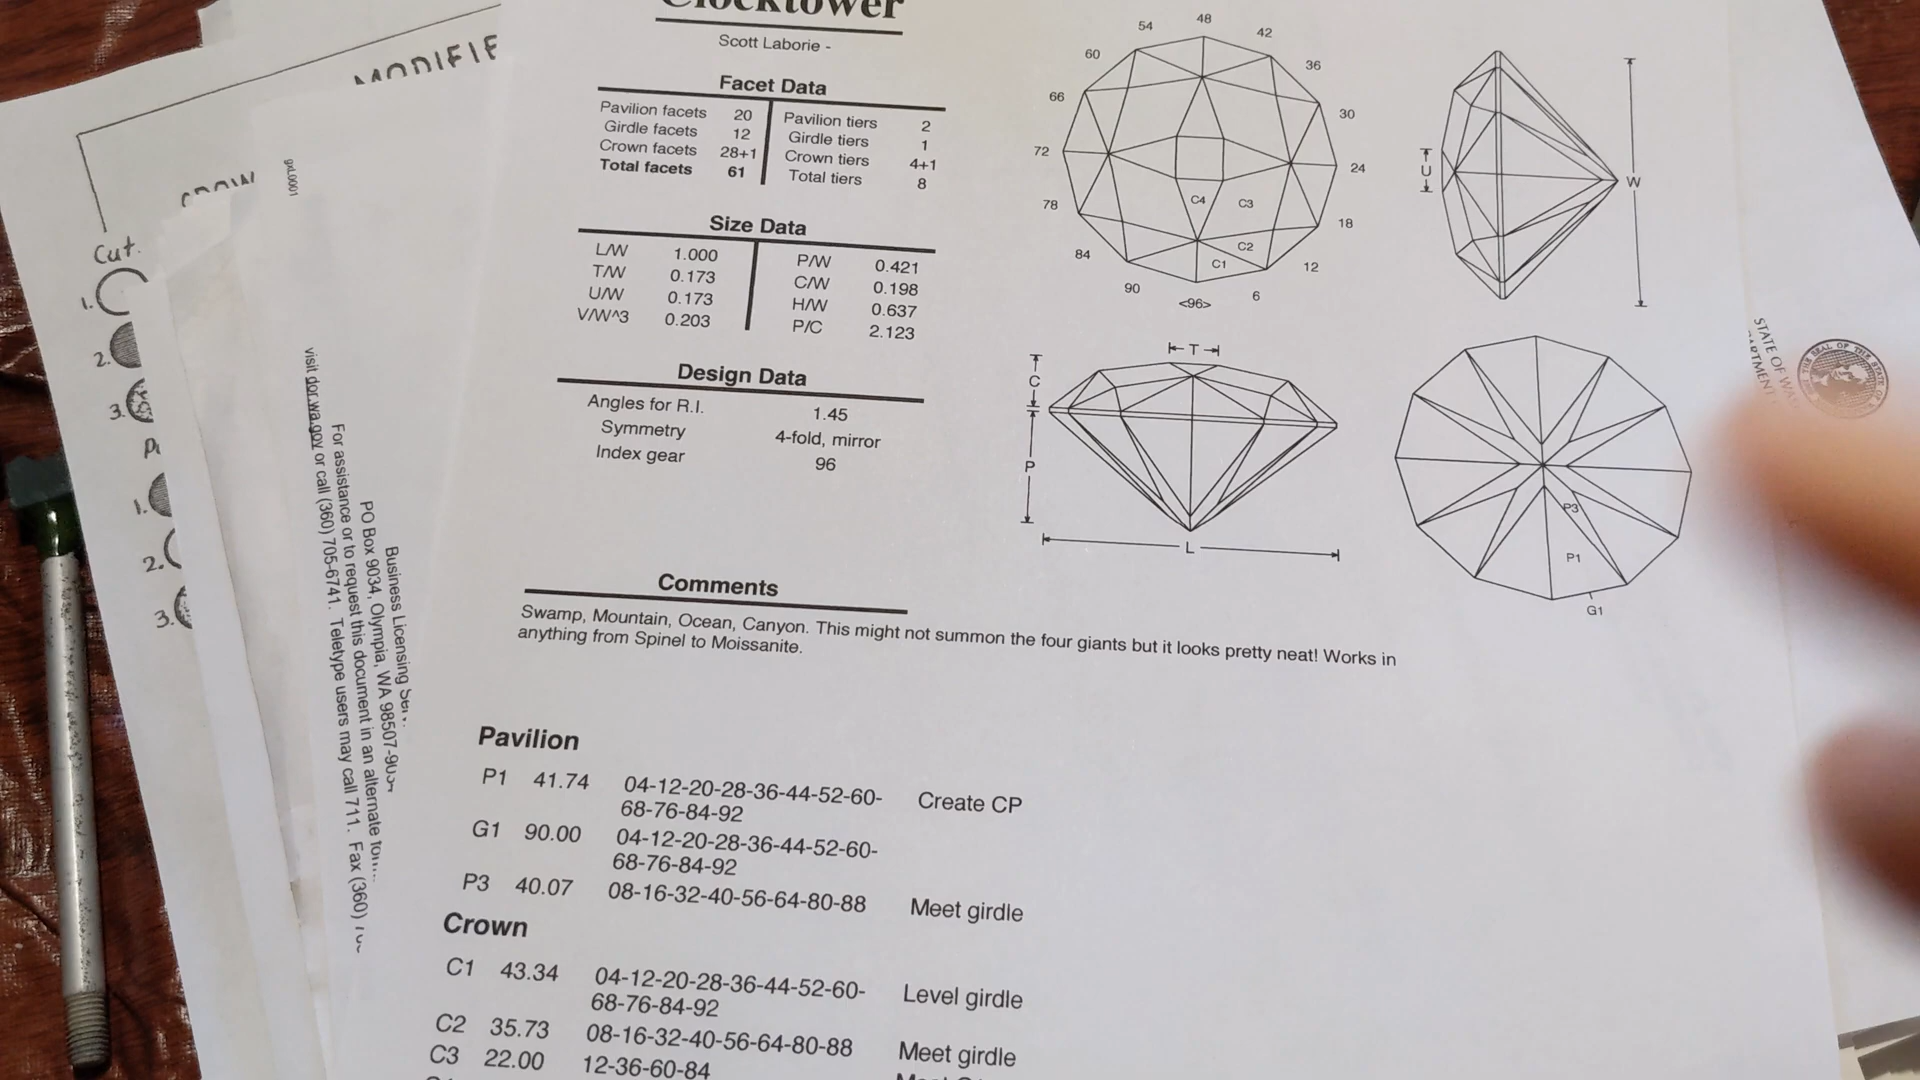 Clocktower
Scott Laborie -
Facet Data
Pavilion facets 20 Pavilion tiers 2
Girdle facets 12 Girdle tiers 1
Crown facets 28+1 Crown tiers 4+1
Total facets 61 Total tiers 8
Size Data
L/W 1.000 P/W 0.421
T/W 0.173 C/W 0.198
U/W 0.173 H/W 0.637
V/W^3 0.203 P/C 2.123
Design Data
Angles for R.I. 1.45
Symmetry 4-fold, mirror
Index gear 96
Comments
Swamp, Mountain, Ocean, Canyon. This might not summon the four giants but it looks pretty neat! Works in
anything from Spinel to Moissanite.
Pavilion
P1 41.74 04-12-20-28-36-44-52-60- Create CP
68-76-84-92
G1 90.00 04-12-20-28-36-44-52-60-
68-76-84-92
P3 40.07 08-16-32-40-56-64-80-88 Meet girdle
Crown
C1 43.34 04-12-20-28-36-44-52-60- Level girdle
68-76-84-92
C2 35.73 08-16-32-40-56-64-80-88 Meet girdle
C3 22.00 12-36-60-84
54 48 42
60 36
66 30
72 24
78 18
84 12
90 <96> 6
C4 C3
C2
C1
U W
T
C
P
L
P3
P1
G1
MODIFIE
Cut.
1.
2.
3.
1.
2.
3.
gxL0001
Business Licensing
PO Box 9034, Olympia, WA 98507
For assistance or to request this document in an alternate
visit dor.wa.gov or call (360) 705-6741. Teletype users may call 711. Fax (360)
STATE OF
THE SEAL OF THE STATE